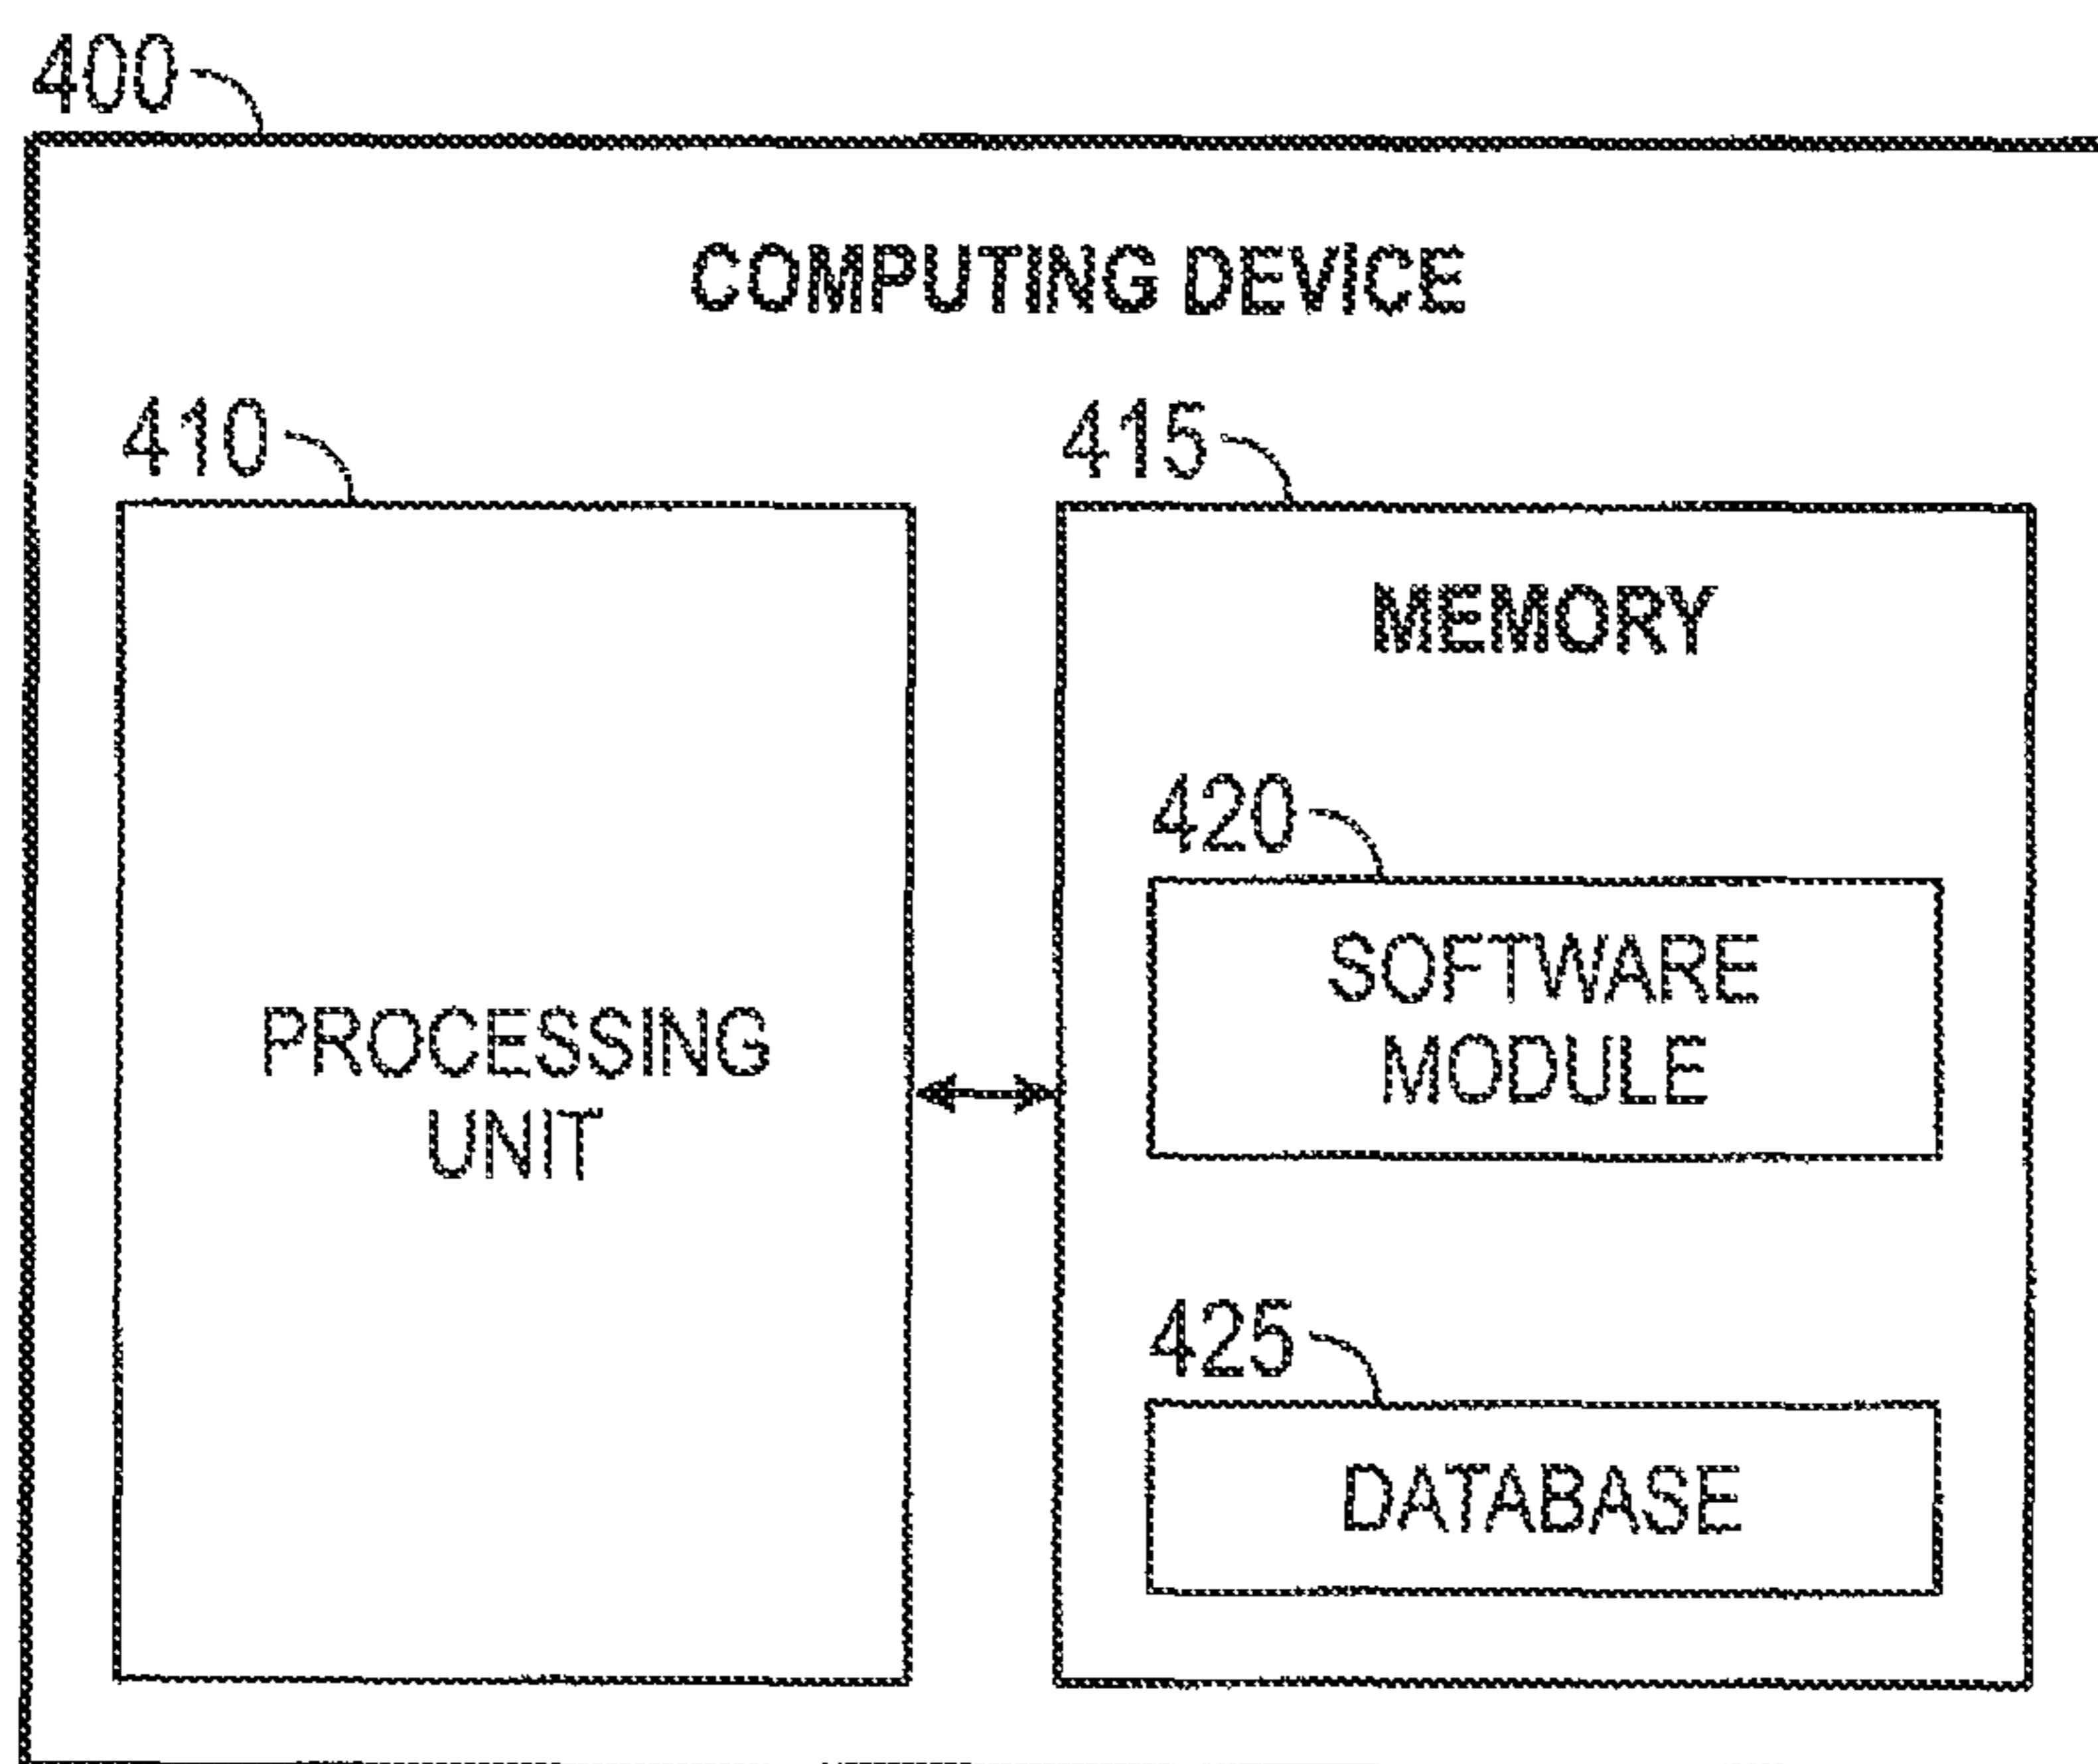 400
COMPUTING DEVICE
410
415
MEMORY
420
SOFTWARE
MODULE
PROCESSING
UNIT
425
DATABASE